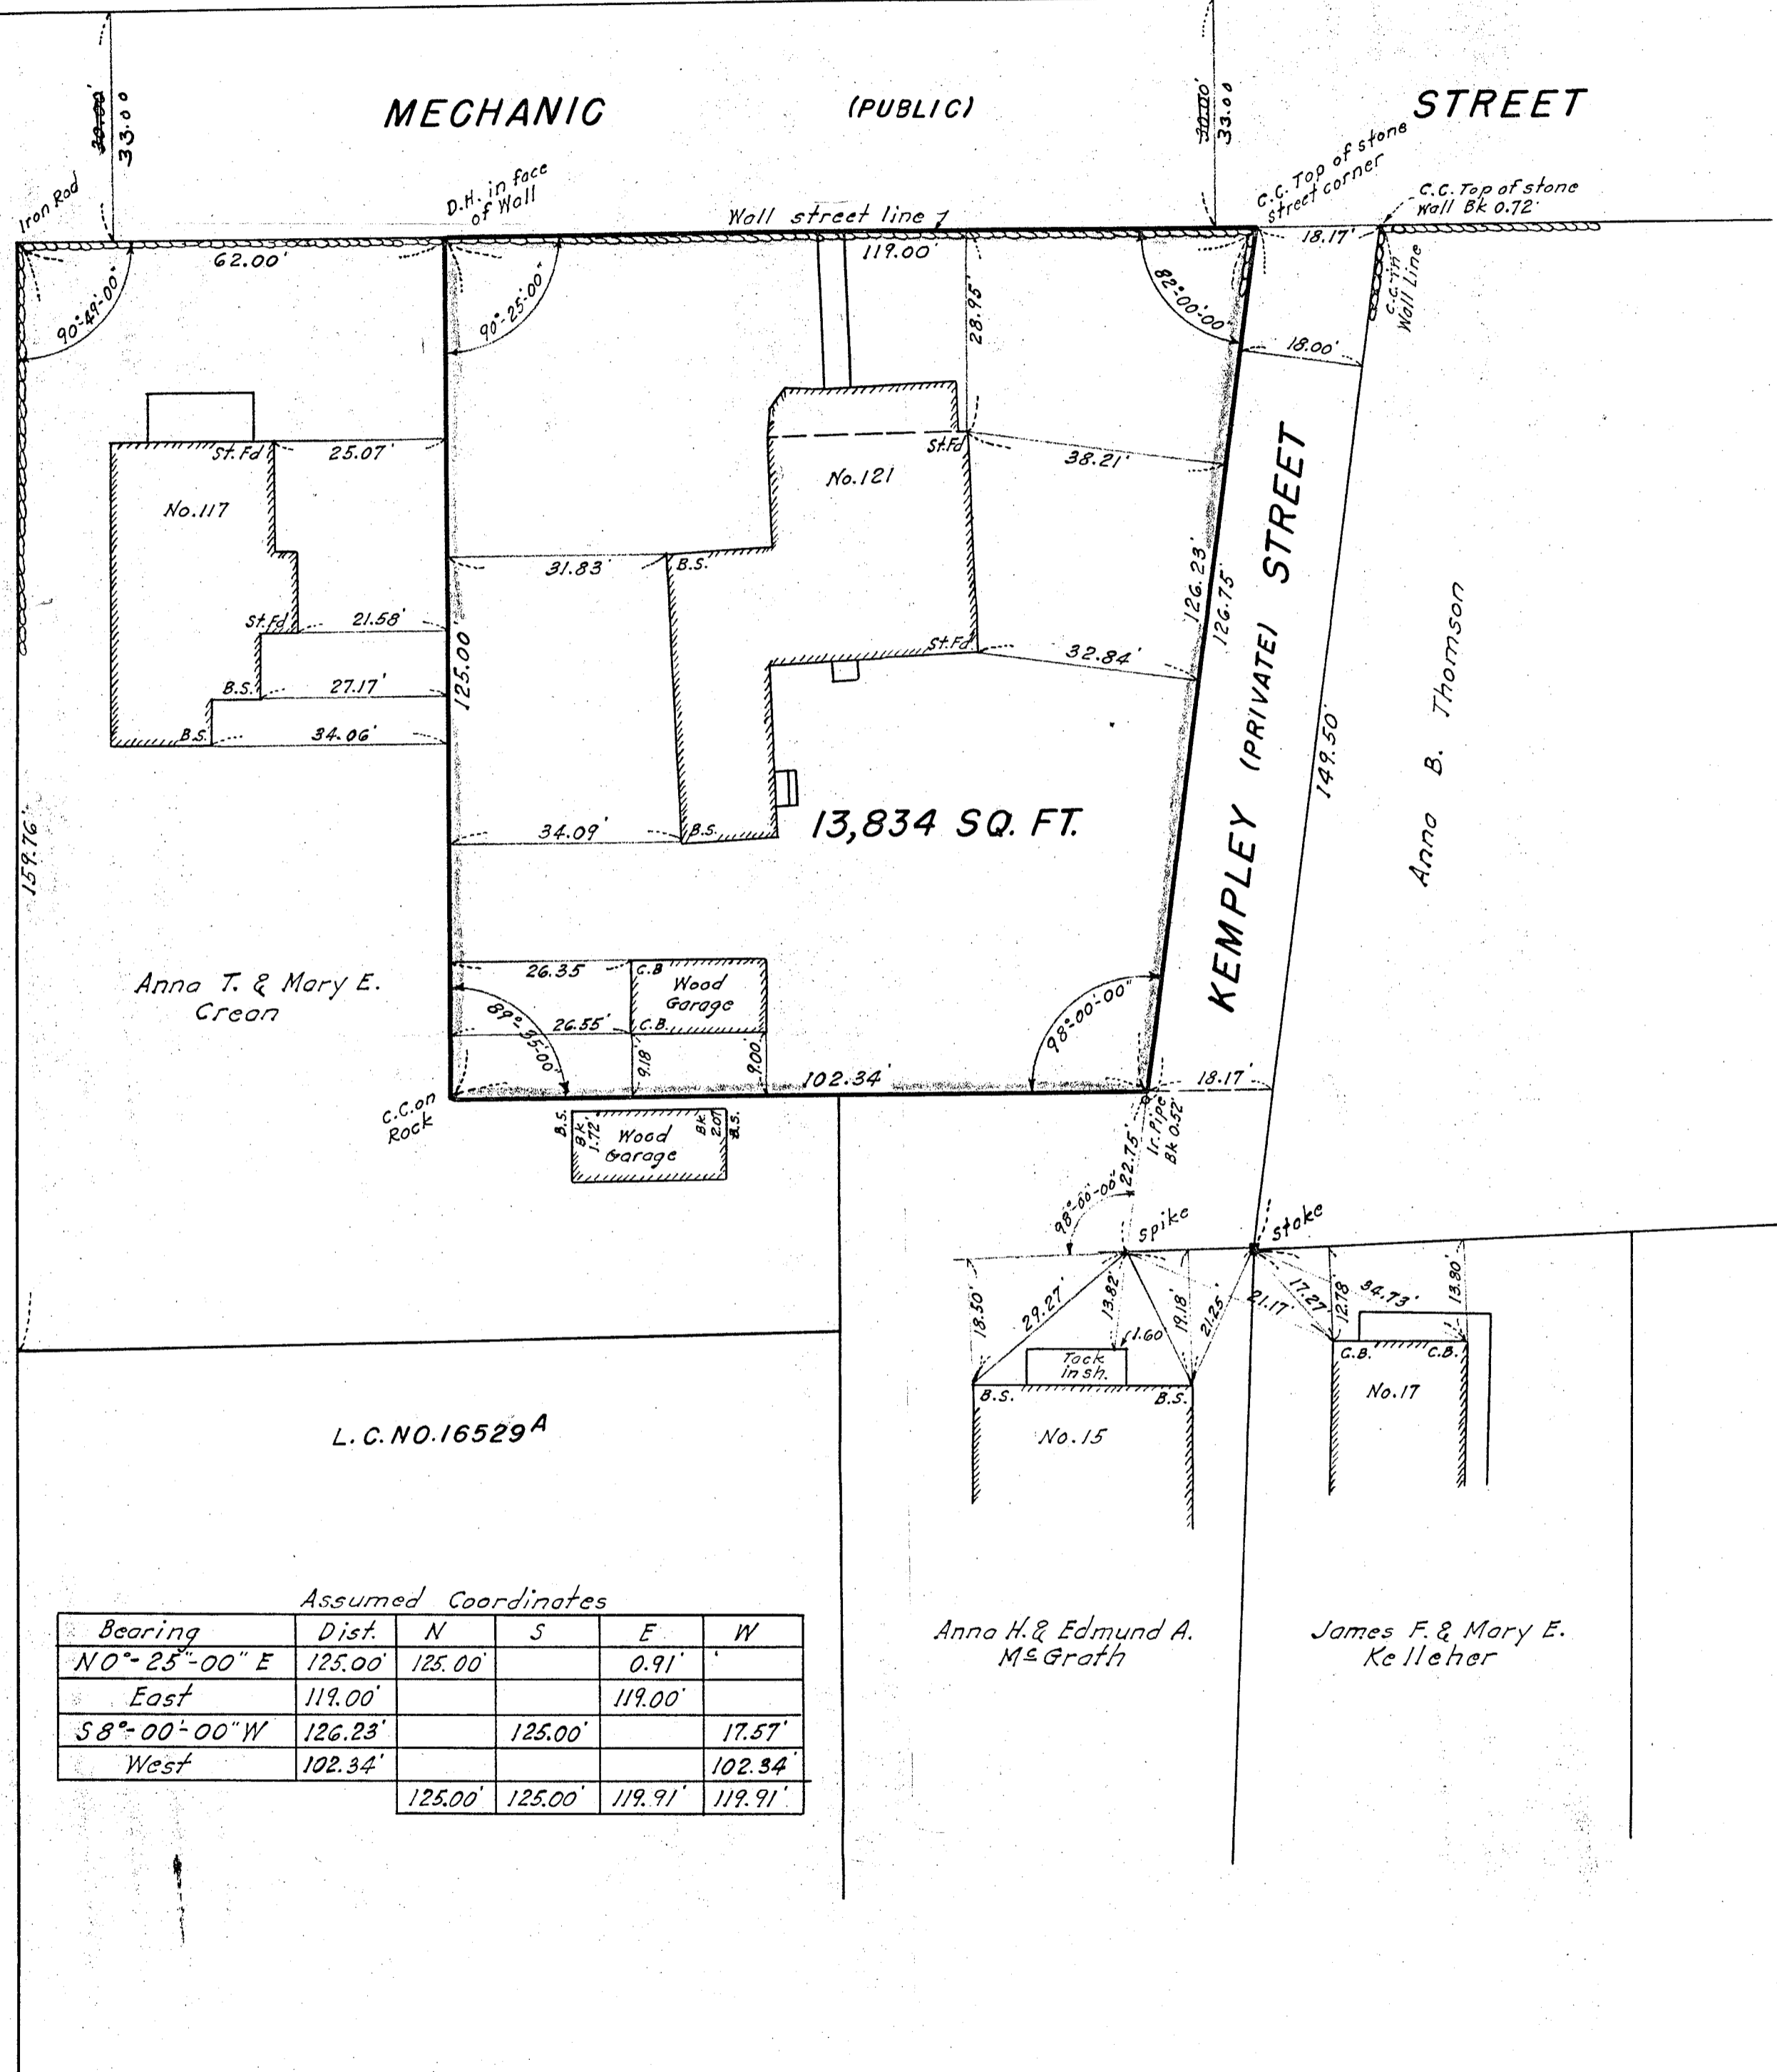 MECHANIC (PUBLIC) STREET
30.00'
33.00
30.00'
33.00
Iron Rod
D.H. in face
of Wall
Wall street line
C.C. Top of stone
street corner
C.C. Top of stone
Wall Bk 0.72'
62.00'
119.00'
18.17'
C.C. in
Wall Line
90°-49'-00"
90°-25'-00"
28.95'
82°-00'-00"
18.00'
St.Fd
25.07'
No.117
St.Fd
No.121
38.21'
31.83'
B.S.
126.23'
126.75'
KEMPLEY (PRIVATE) STREET
St.Fd.
21.58'
125.00'
St.Fd.
32.84'
B.S.
27.17'
B.S.
34.06'
149.50'
Anna B. Thomson
34.09'
B.S.
13,834 SQ. FT.
159.76'
Anna T. & Mary E.
Crean
26.35
C.B
Wood
Garage
26.55'
C.B.
89°-35'-00"
9.18'
9.00'
98°-00'-00"
102.34'
18.17'
C.C. on
Rock
B.S.
Bk.
1.72'
Wood
Garage
Bk
2.01
B.S.
Ir. Pipe
Bk 0.52'
22.75'
98°-00'-00"
Spike
Stake
18.50'
29.27'
13.82'
19.18'
21.25'
21.17'
17.27'
12.78'
34.73'
13.80'
1.60'
Tack
in sh.
B.S.
B.S.
No.15
C.B.
C.B.
No.17
L.C.NO.16529A
Anna H. & Edmund A.
McGrath
James F. & Mary E.
Kelleher
Assumed Coordinates
Bearing Dist. N S E W
N0°-25"-00" E 125.00' 125.00' 0.91'
East 119.00' 119.00'
S8°-00'-00"W 126.23' 125.00' 17.57'
West 102.34' 102.34'
125.00' 125.00' 119.91' 119.91'